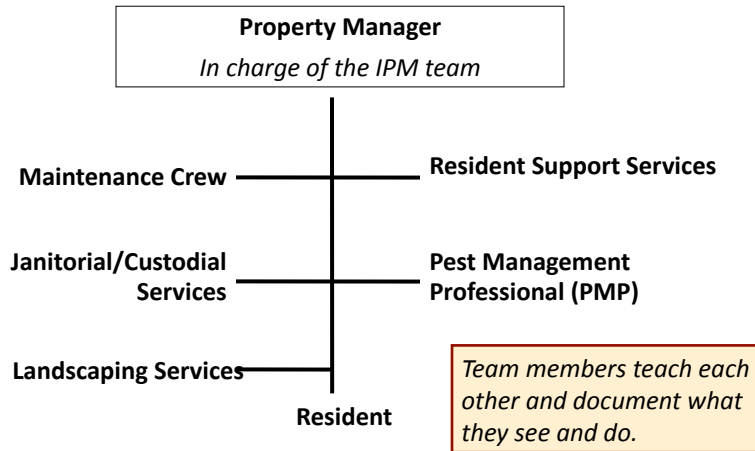 Property Manager
In charge of the IPM team
Maintenance Crew
Resident Support Services
Janitorial/Custodial
Services
Pest Management
Professional (PMP)
Landscaping Services
Resident
Team members teach each
other and document what
they see and do.